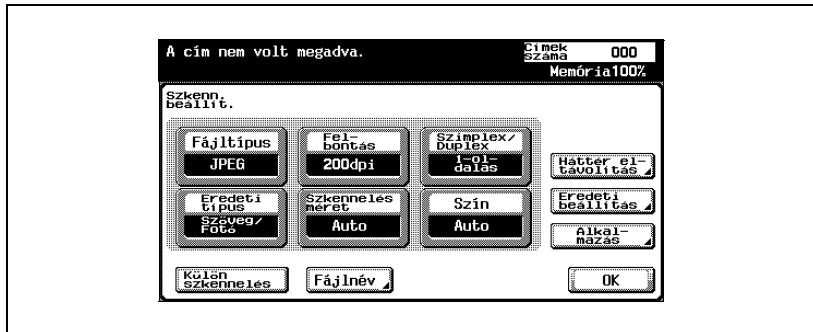 A cím nem volt megadva.
Címek
száma
000
Memória100%
Szkenn.
beállít.
Fájltípus
JPEG
Fel-
bontás
200dpi
Szimplex/
Duplex
1-ol-
dalas
Háttér el-
távolítás
Eredeti
típus
Szöveg/
Fotó
Szkennelés
méret
Auto
Szín
Auto
Eredeti
beállítás
Alkal-
mazás
Külön
szkennelés
Fájlnév
OK